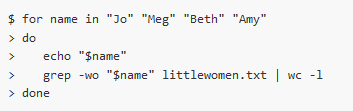 $ for name in "Jo" "Meg" "Beth" "Amy"
> do
>    echo "$name"
>    grep -wo "$name" littlewomen.txt | wc -l
> done